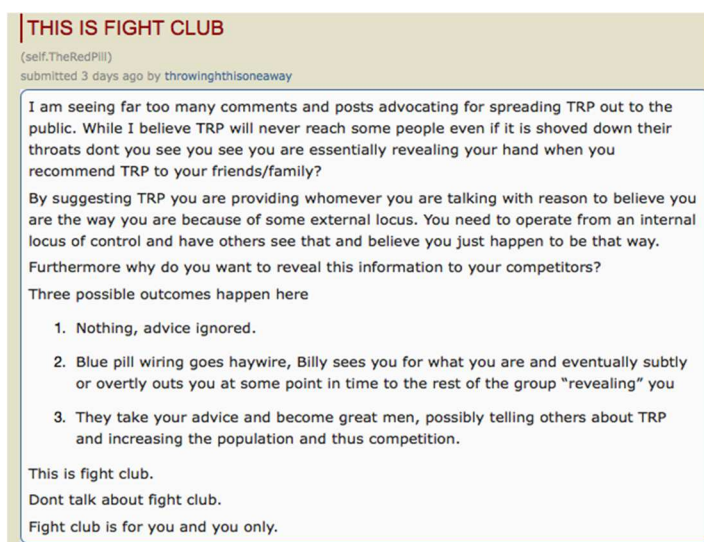 THIS IS FIGHT CLUB
(self.TheRedPill)
submitted 3 days ago by throwinghthisoneaway
I am seeing far too many comments and posts advocating for spreading TRP out to the
public. While I believe TRP will never reach some people even if it is shoved down their
throats dont you see you see you are essentially revealing your hand when you
recommend TRP to your friends/family?
By suggesting TRP you are providing whomever you are talking with reason to believe you
are the way you are because of some external locus. You need to operate from an internal
locus of control and have others see that and believe you just happen to be that way.
Furthermore why do you want to reveal this information to your competitors?
Three possible outcomes happen here
1. Nothing, advice ignored.
2. Blue pill wiring goes haywire, Billy sees you for what you are and eventually subtly
or overtly outs you at some point in time to the rest of the group “revealing” you
3. They take your advice and become great men, possibly telling others about TRP
and increasing the population and thus competition.
This is fight club.
Dont talk about fight club.
Fight club is for you and you only.